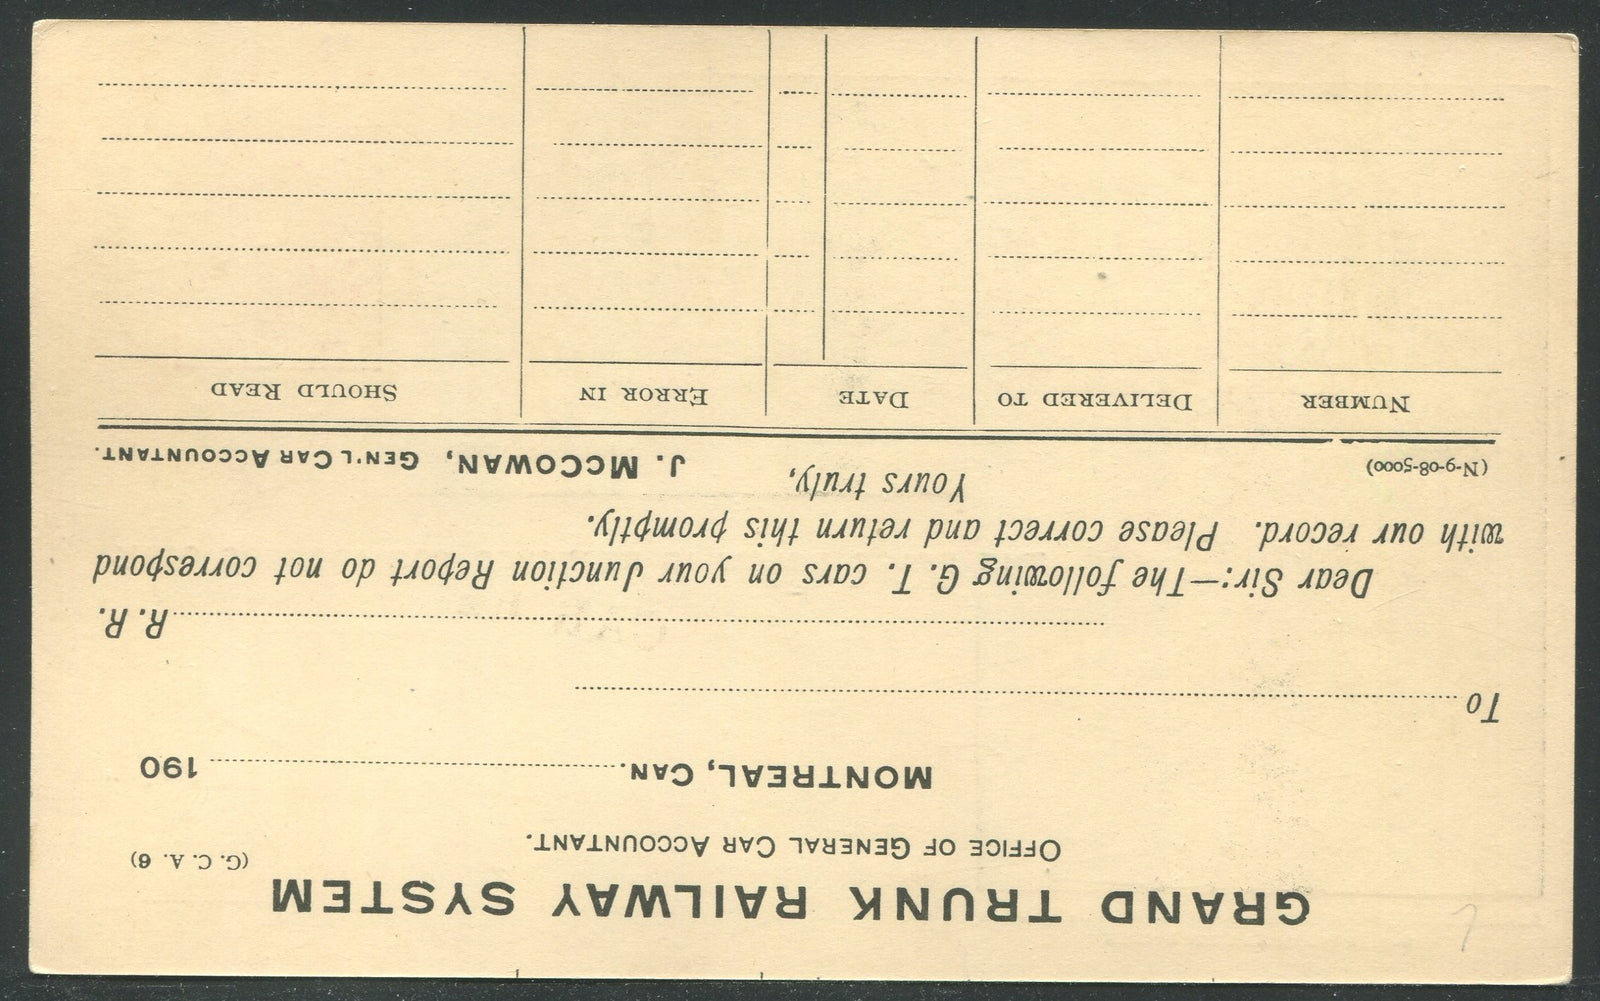 GRAND TRUNK RAILWAY SYSTEM
(G. C. A. 6)
OFFICE OF GENERAL CAR ACCOUNTANT.
MONTREAL, CAN. 190
To
R. R.
Dear Sir:—The following G. T. cars on your Junction Report do not correspond
with our record. Please correct and return this promptly.
Yours truly,
(N-9-08-5000) J. McCOWAN, GEN'L CAR ACCOUNTANT.
NUMBER DELIVERED TO DATE ERROR IN SHOULD READ